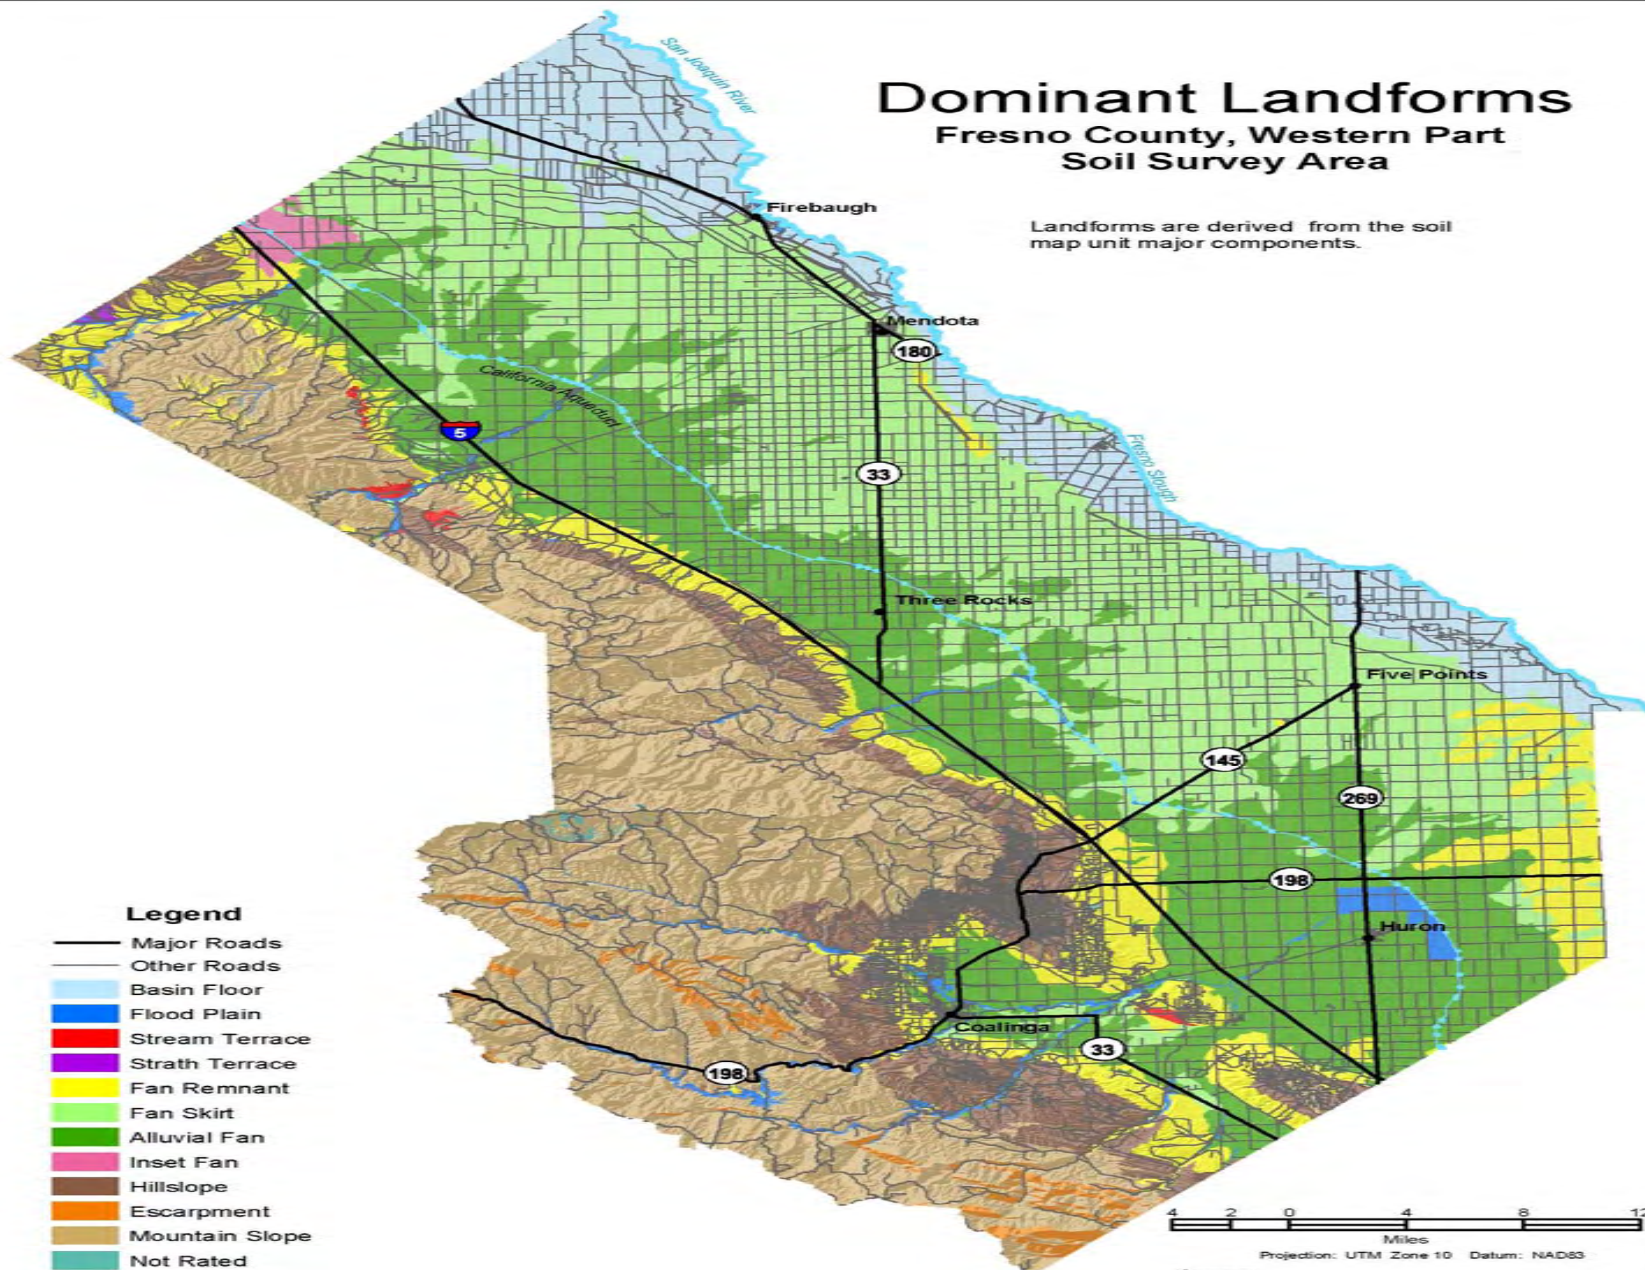 San Joaquin River
Dominant Landforms
Fresno County, Western Part
Soil Survey Area
Landforms are derived from the soil
map unit major components.
Firebaugh
Mendota
180
California Aqueduct
5
33
Fresno Slough
Three Rocks
Five Points
145
269
198
Huron
Coalinga
33
198
Legend
Major Roads
Other Roads
Basin Floor
Flood Plain
Stream Terrace
Strath Terrace
Fan Remnant
Fan Skirt
Alluvial Fan
Inset Fan
Hillslope
Escarpment
Mountain Slope
Not Rated
4 2 0 4 8 12
Miles
Projection: UTM Zone 10 Datum: NAD83